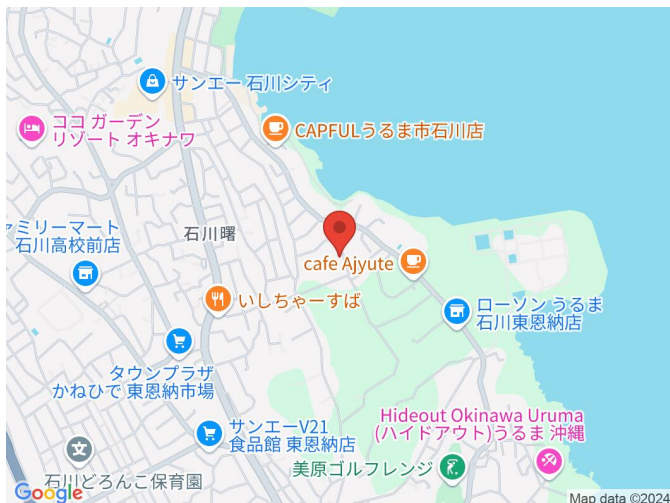 サンエー 石川シティ
ココ ガーデン
リゾート オキナワ
CAPFULうるま市石川店
石川曙
ァミリーマート
石川高校前店
cafe Ajyute
いしちゃーすば
ローソン うるま
石川東恩納店
タウンプラザ
かねひで 東恩納市場
サンエーV21
食品館 東恩納店
Hideout Okinawa Uruma
(ハイドアウト)うるま 沖縄
文
石川どろんこ保育園
美原ゴルフレンジ
Google
Map data ©2024